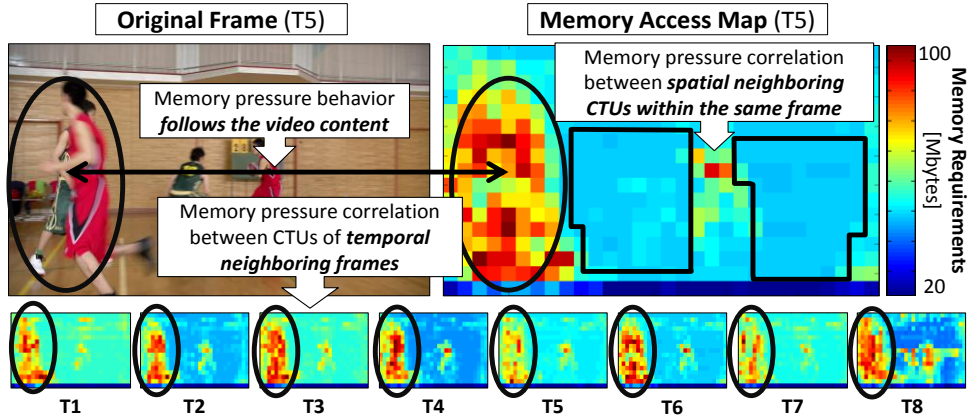 Original Frame (T5)
Memory Access Map (T5)
Memory pressure behavior
follows the video content
Memory pressure correlation
between spatial neighboring
CTUs within the same frame
Memory pressure correlation
between CTUs of temporal
neighboring frames
100
20
Memory Requirements
[Mbytes]
T1
T2
T3
T4
T5
T6
T7
T8